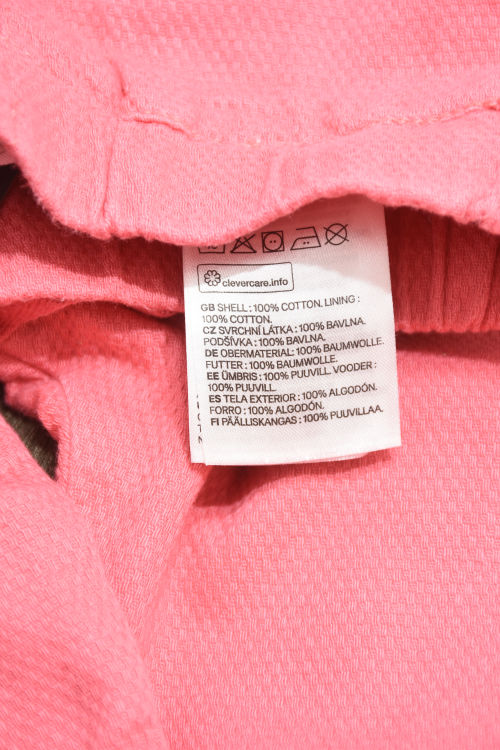 clevercare.info
GB SHELL : 100% COTTON. LINING :
100% COTTON.
CZ SVRCHNÍ LÁTKA : 100% BAVLNA.
PODŠÍVKA : 100% BAVLNA.
DE OBERMATERIAL: 100% BAUMWOLLE.
FUTTER : 100% BAUMWOLLE.
EE ÜMBRIS : 100% PUUVILL. VOODER :
100% PUUVILL.
ES TELA EXTERIOR : 100% ALGODÓN.
FORRO : 100% ALGODÓN.
FI PÄÄLLISKANGAS : 100% PUUVILLAA.